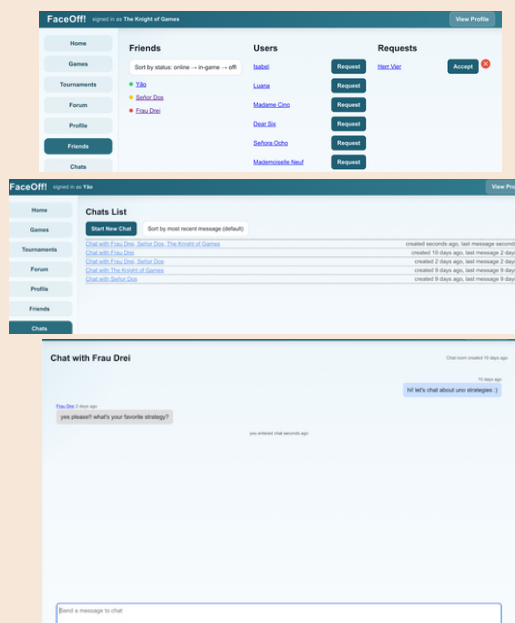 FaceOff! signed in as The Knight of Games View Profile
Home
Games
Tournaments
Forum
Profile
Friends
Chats
Friends
Sort by status: online → in-game → offl
Yão
Señor Dos
Frau Drei
Users
Isabel Request
Luana Request
Madame Cinq Request
Dear Six Request
Señora Ocho Request
Mademoiselle Neuf Request
Requests
Herr Vier Accept
FaceOff! signed in as Yão View Pro
Home
Games
Tournaments
Forum
Profile
Friends
Chats
Chats List
Start New Chat Sort by most recent message (default)
Chat with Frau Drei, Señor Dos, The Knight of Games created seconds ago, last message second
Chat with Frau Drei created 10 days ago, last message 2 days
Chat with Frau Drei, Señor Dos created 2 days ago, last message 2 days
Chat with The Knight of Games created 9 days ago, last message 9 days
Chat with Señor Dos created 9 days ago, last message 9 days
Chat with Frau Drei Chat room created 10 days ago
10 days ago
hi! let's chat about uno strategies :)
Frau Drei 2 days ago
yes please!! what's your favorite strategy?
you entered chat seconds ago
Send a message to chat